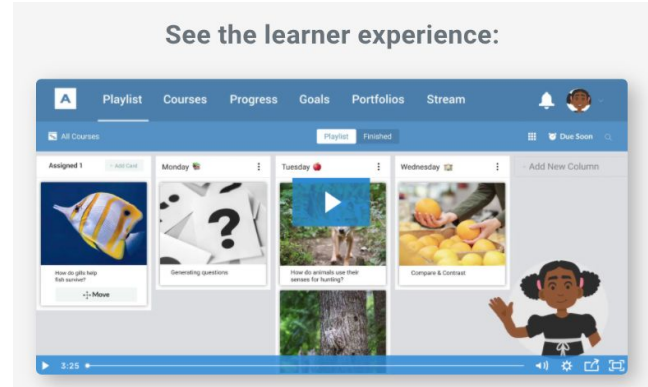 See the learner experience:
A Playlist Courses Progress Goals Portfolios Stream
All Courses Playlist Finished Due Soon
Assigned 1 + Add Card Monday Tuesday Wednesday + Add New Column
?
How do gills help
fish survive?
Generating questions
How do animals use their
senses for hunting?
Compare & Contrast
Move
3:25